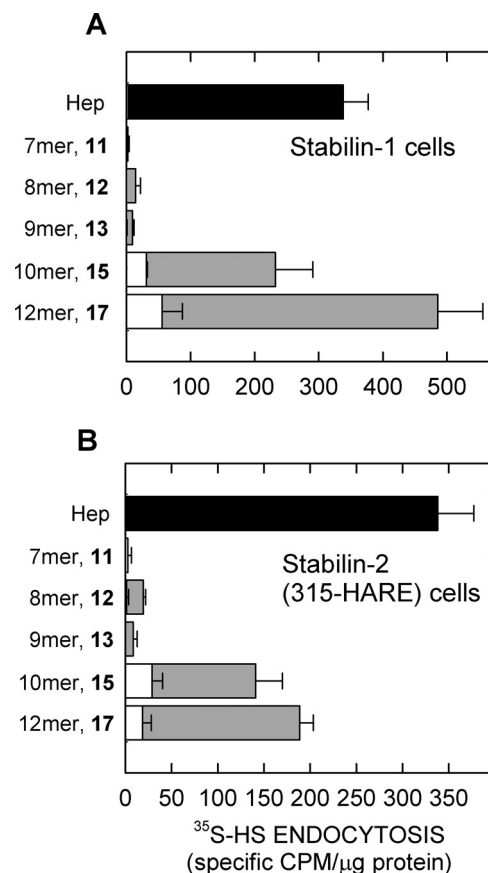 A
Hep
7mer, 11
8mer, 12
9mer, 13
10mer, 15
12mer, 17
Stabilin-1 cells
0 100 200 300 400 500
B
Hep
7mer, 11
8mer, 12
9mer, 13
10mer, 15
12mer, 17
Stabilin-2
(315-HARE) cells
0 50 100 150 200 250 300 350
³⁵S-HS ENDOCYTOSIS
(specific CPM/µg protein)